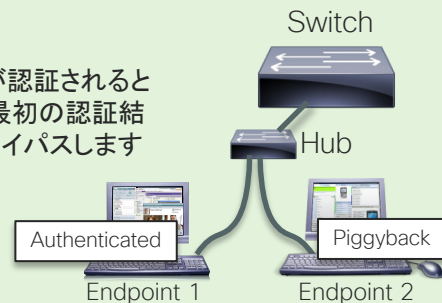 Switch
が認証されると
最初の認証結
イパスします
Hub
Authenticated
Piggyback
Endpoint 1
Endpoint 2